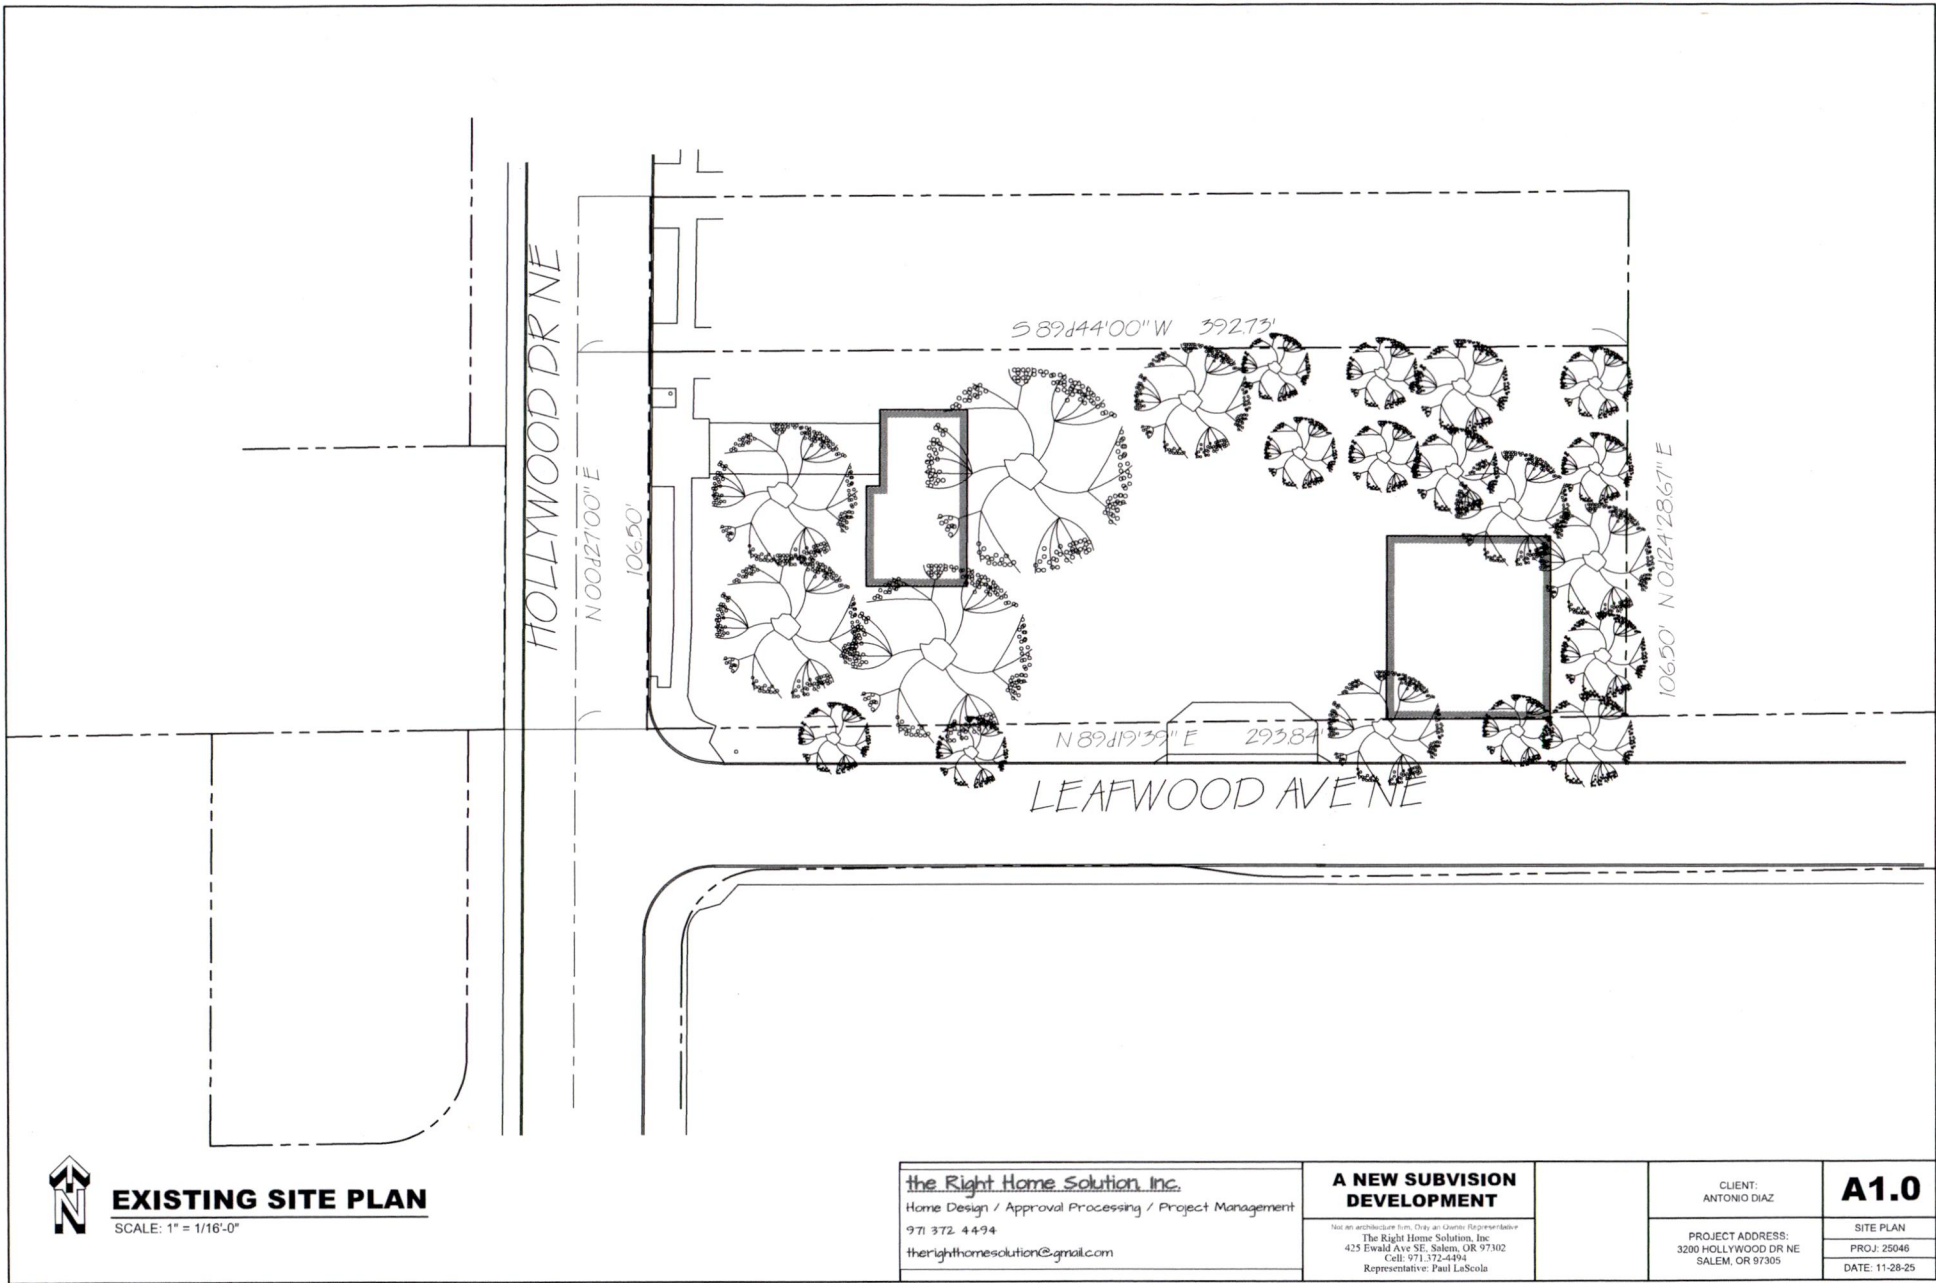 S 89d44'00" W 392.73'
HOLLYWOOD DR NE
N 00d27'00" E
106.50'
106.50' N 0d24'28.67" E
N 89d19'39" E 293.84'
LEAFWOOD AVE NE
N
EXISTING SITE PLAN
SCALE: 1" = 1/16'-0"
the Right Home Solution, Inc.
Home Design / Approval Processing / Project Management
971 372 4494
therighthomesolution@gmail.com
A NEW SUBVISION
DEVELOPMENT
Not an architecture firm, Only an Owner Representative
The Right Home Solution, Inc
425 Ewald Ave SE, Salem, OR 97302
Cell: 971.372-4494
Representative: Paul LaScola
CLIENT:
ANTONIO DIAZ
PROJECT ADDRESS:
3200 HOLLYWOOD DR NE
SALEM, OR 97305
A1.0
SITE PLAN
PROJ: 25046
DATE: 11-28-25